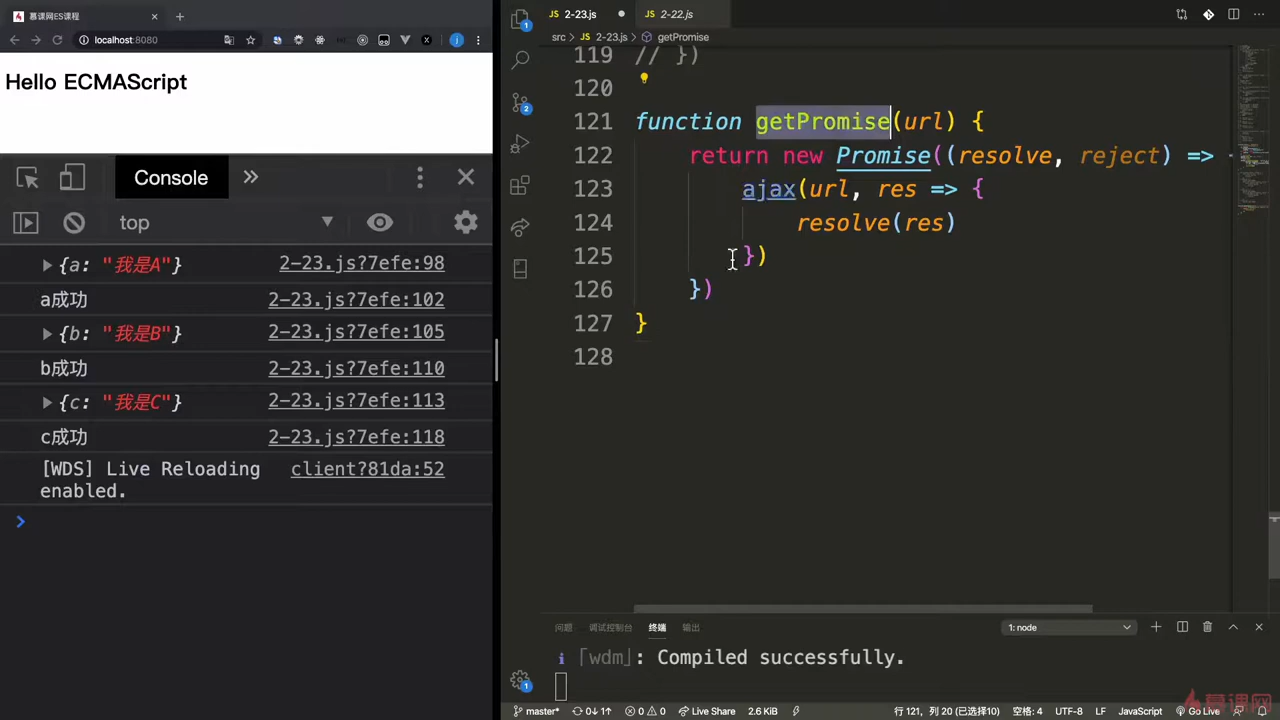 慕课网ES课程
localhost:8080
Hello ECMAScript
Console
top
{a: "我是A"} 2-23.js?7efe:98
a成功 2-23.js?7efe:102
{b: "我是B"} 2-23.js?7efe:105
b成功 2-23.js?7efe:110
{c: "我是C"} 2-23.js?7efe:113
c成功 2-23.js?7efe:118
[WDS] Live Reloading client?81da:52
enabled.
2-23.js 2-22.js
src > 2-23.js > getPromise
119 // })
120
121 function getPromise(url) {
122 return new Promise((resolve, reject) =>
123 ajax(url, res => {
124 resolve(res)
125 })
126 })
127 }
128
问题 调试控制台 终端 输出 1: node
「wdm」: Compiled successfully.
master* 0↓ 1↑ 0 0 Live Share 2.6 KiB 行 121, 列 20 (已选择10) 空格: 4 UTF-8 LF JavaScript Go Live
慕课网